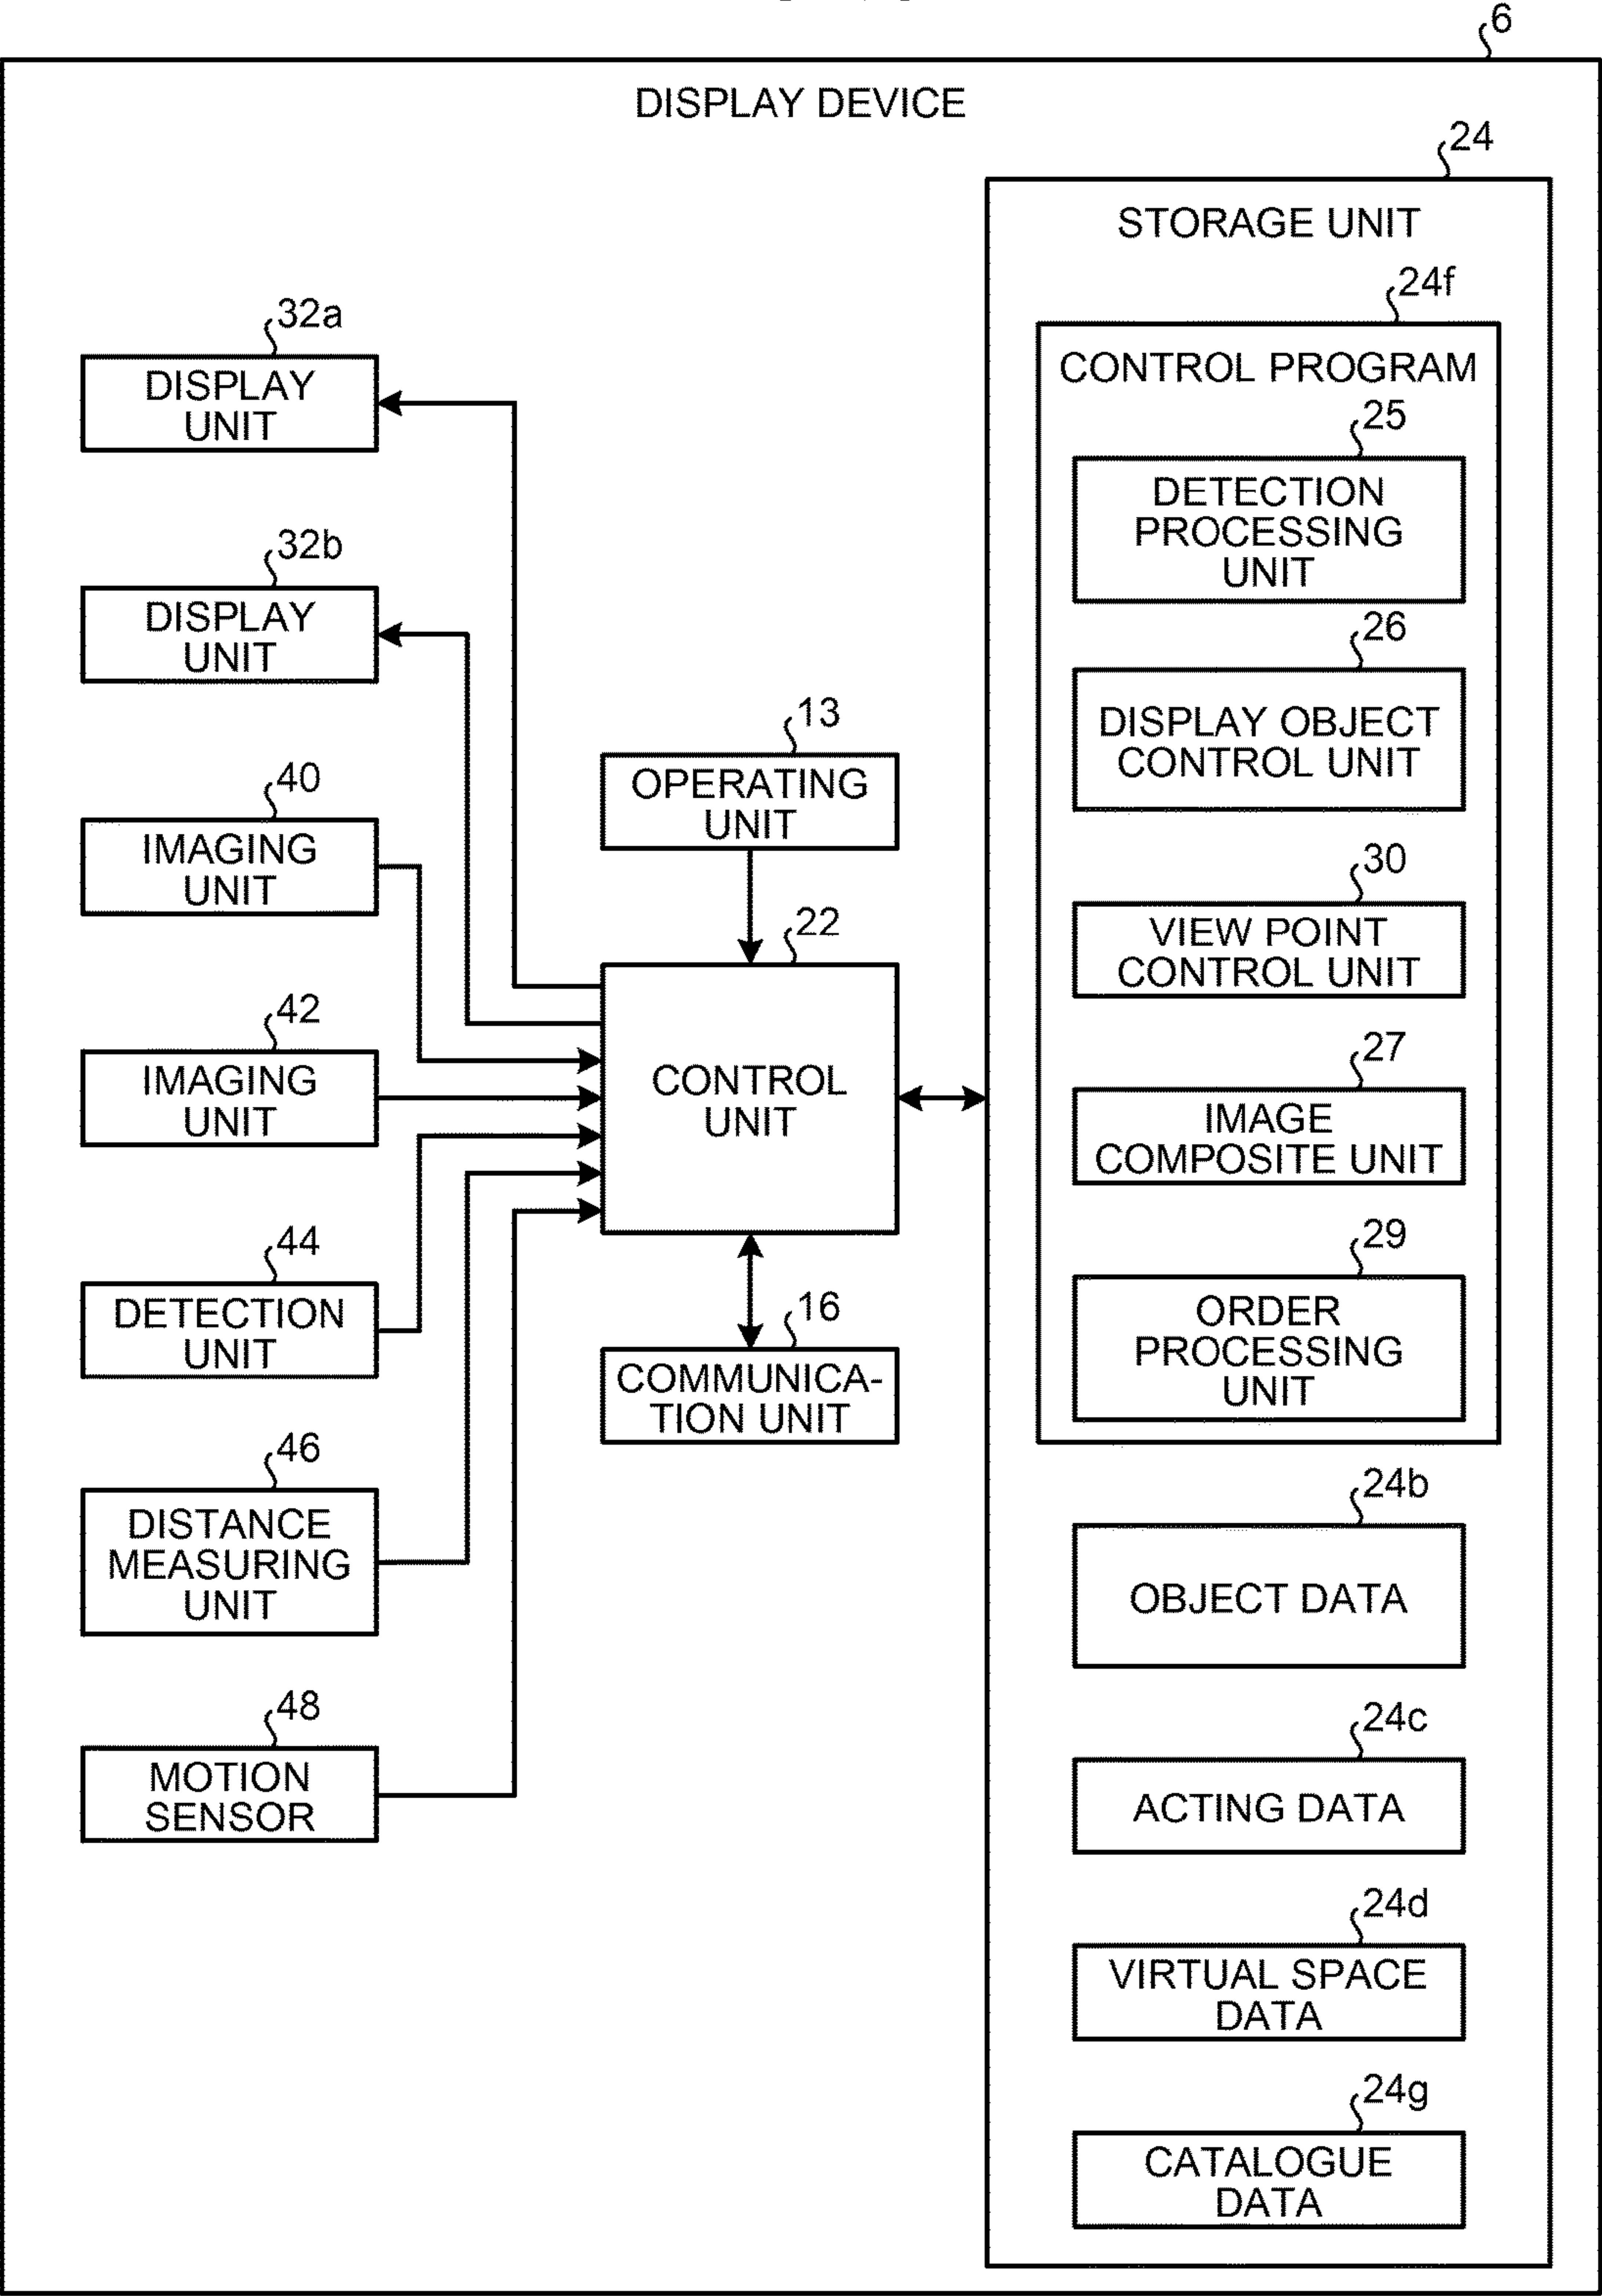 6
DISPLAY DEVICE
24
STORAGE UNIT
24f
CONTROL PROGRAM
25
DETECTION
PROCESSING
UNIT
26
DISPLAY OBJECT
CONTROL UNIT
30
VIEW POINT
CONTROL UNIT
27
IMAGE
COMPOSITE UNIT
29
ORDER
PROCESSING
UNIT
24b
OBJECT DATA
24c
ACTING DATA
24d
VIRTUAL SPACE
DATA
24g
CATALOGUE
DATA
32a
DISPLAY
UNIT
32b
DISPLAY
UNIT
40
IMAGING
UNIT
42
IMAGING
UNIT
44
DETECTION
UNIT
46
DISTANCE
MEASURING
UNIT
48
MOTION
SENSOR
13
OPERATING
UNIT
22
CONTROL
UNIT
16
COMMUNICA-
TION UNIT